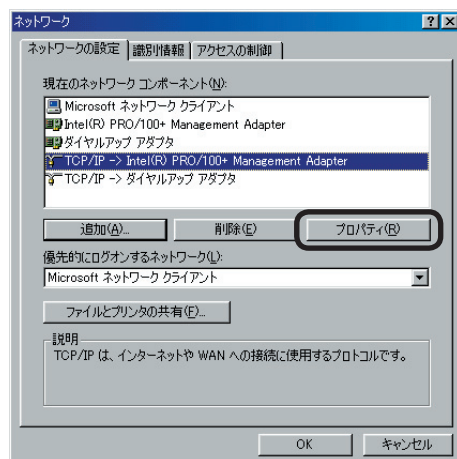 ネットワーク
ネットワークの設定 識別情報 アクセスの制御
現在のネットワーク コンポーネント(N):
Microsoft ネットワーク クライアント
Intel(R) PRO/100+ Management Adapter
ダイヤルアップ アダプタ
TCP/IP -> Intel(R) PRO/100+ Management Adapter
TCP/IP -> ダイヤルアップ アダプタ
追加(A)... 削除(E) プロパティ(R)
優先的にログオンするネットワーク(L):
Microsoft ネットワーク クライアント
ファイルとプリンタの共有(F)...
説明
TCP/IP は、インターネットや WAN への接続に使用するプロトコルです。
OK キャンセル